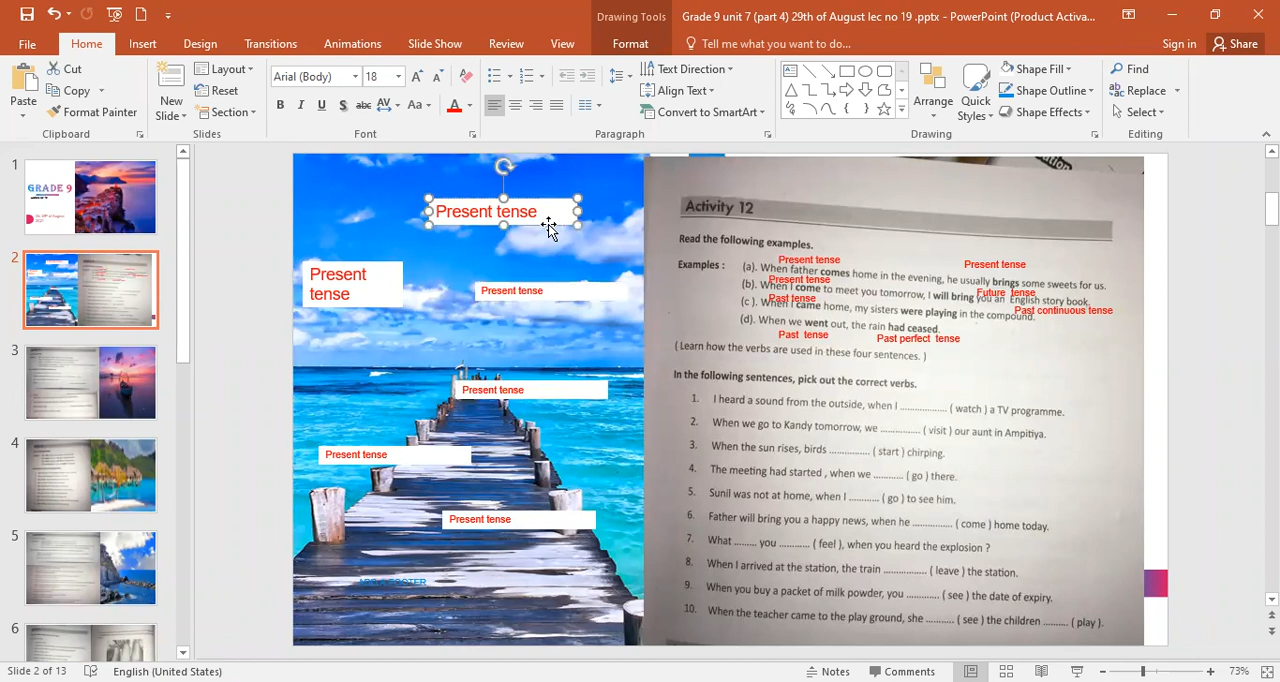 Drawing Tools
Grade 9 unit 7 (part 4) 29th of August lec no 19 .pptx - PowerPoint (Product Activa...
File Home Insert Design Transitions Animations Slide Show Review View Format Tell me what you want to do... Sign in Share
Paste
Cut
Copy
Format Painter
Clipboard
New Slide
Layout
Reset
Section
Slides
Arial (Body) 18
B I U S abc AV Aa A
Font
Text Direction
Align Text
Convert to SmartArt
Paragraph
Arrange
Quick Styles
Shape Fill
Shape Outline
Shape Effects
Drawing
Find
Replace
Select
Editing
1
GRADE 9
2
3
4
5
6
Present tense
Present
tense
Present tense
Present tense
Present tense
Present tense
Activity 12
Read the following examples.
Present tense Present tense
Examples : (a). When father comes home in the evening, he usually brings some sweets for us.
Present tense Future tense
(b). When I come to meet you tomorrow, I will bring you an English story book.
Past tense Past continuous tense
(c ). When I came home, my sisters were playing in the compound.
(d). When we went out, the rain had ceased.
Past tense Past perfect tense
( Learn how the verbs are used in these four sentences. )
In the following sentences, pick out the correct verbs.
1. I heard a sound from the outside, when I .................. ( watch ) a TV programme.
2. When we go to Kandy tomorrow, we ............... ( visit ) our aunt in Ampitiya.
3. When the sun rises, birds ............... ( start ) chirping.
4. The meeting had started , when we ........... ( go ) there.
5. Sunil was not at home, when I ........... ( go ) to see him.
6. Father will bring you a happy news, when he ............... ( come ) home today.
7. What ........ you ........... ( feel ), when you heard the explosion ?
8. When I arrived at the station, the train ................ ( leave ) the station.
9. When you buy a packet of milk powder, you ............ ( see ) the date of expiry.
10. When the teacher came to the play ground, she .......... ( see ) the children ......... ( play ).
Slide 2 of 13 English (United States) Notes Comments 73%